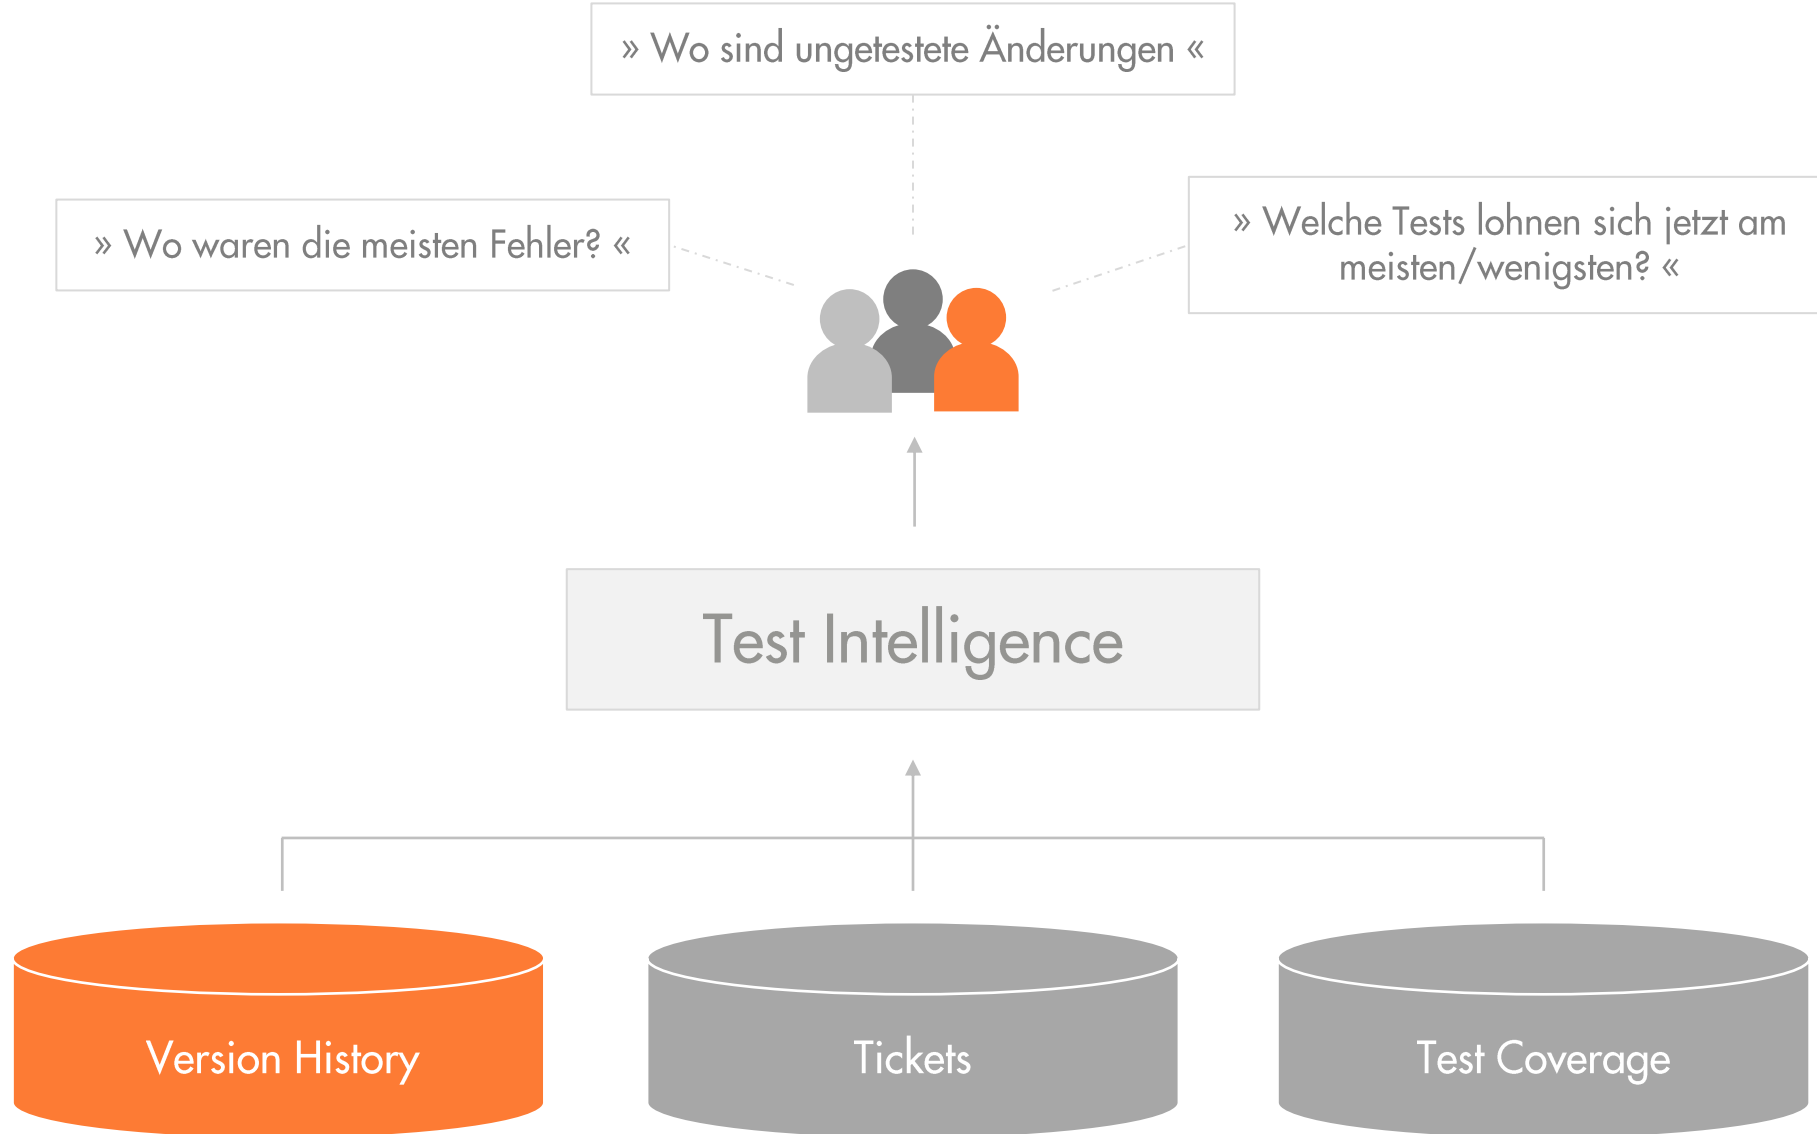 » Wo sind ungetestete Änderungen «
» Wo waren die meisten Fehler? «
» Welche Tests lohnen sich jetzt am
meisten/wenigsten? «
Test Intelligence
Version History
Tickets
Test Coverage